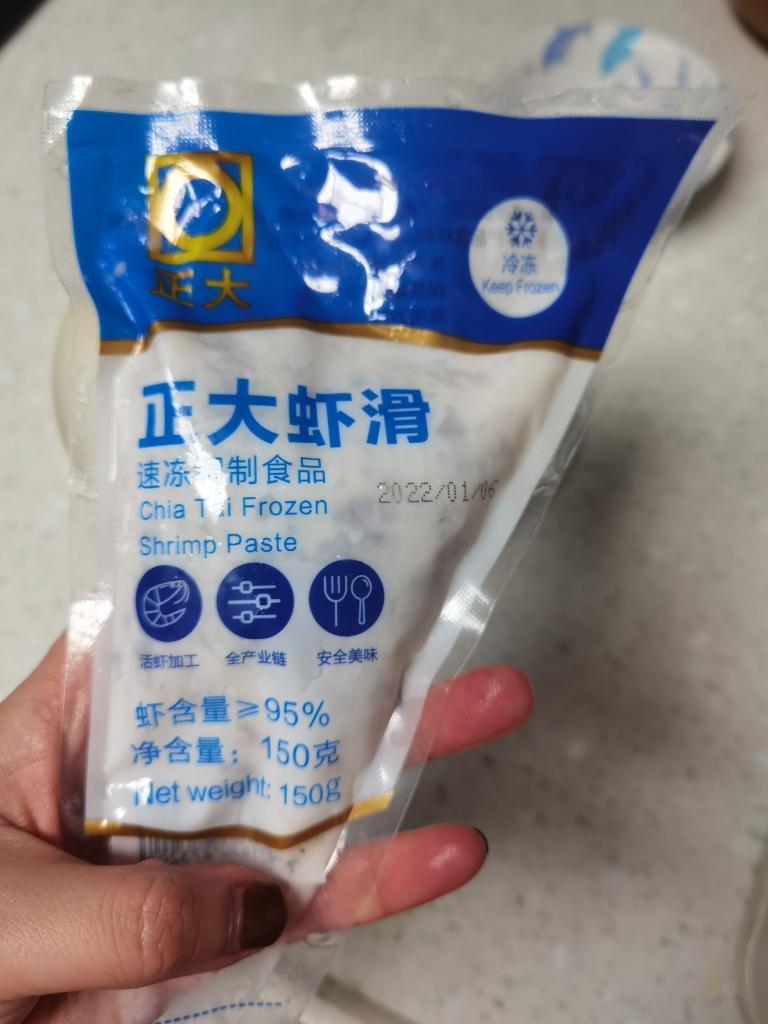 正大
冷冻
Keep Frozen
正大虾滑
速冻调制食品
2022/01/06
Chia Tai Frozen
Shrimp Paste
活虾加工
全产业链
安全美味
虾含量≥95%
净含量：150克
Net weight: 150g